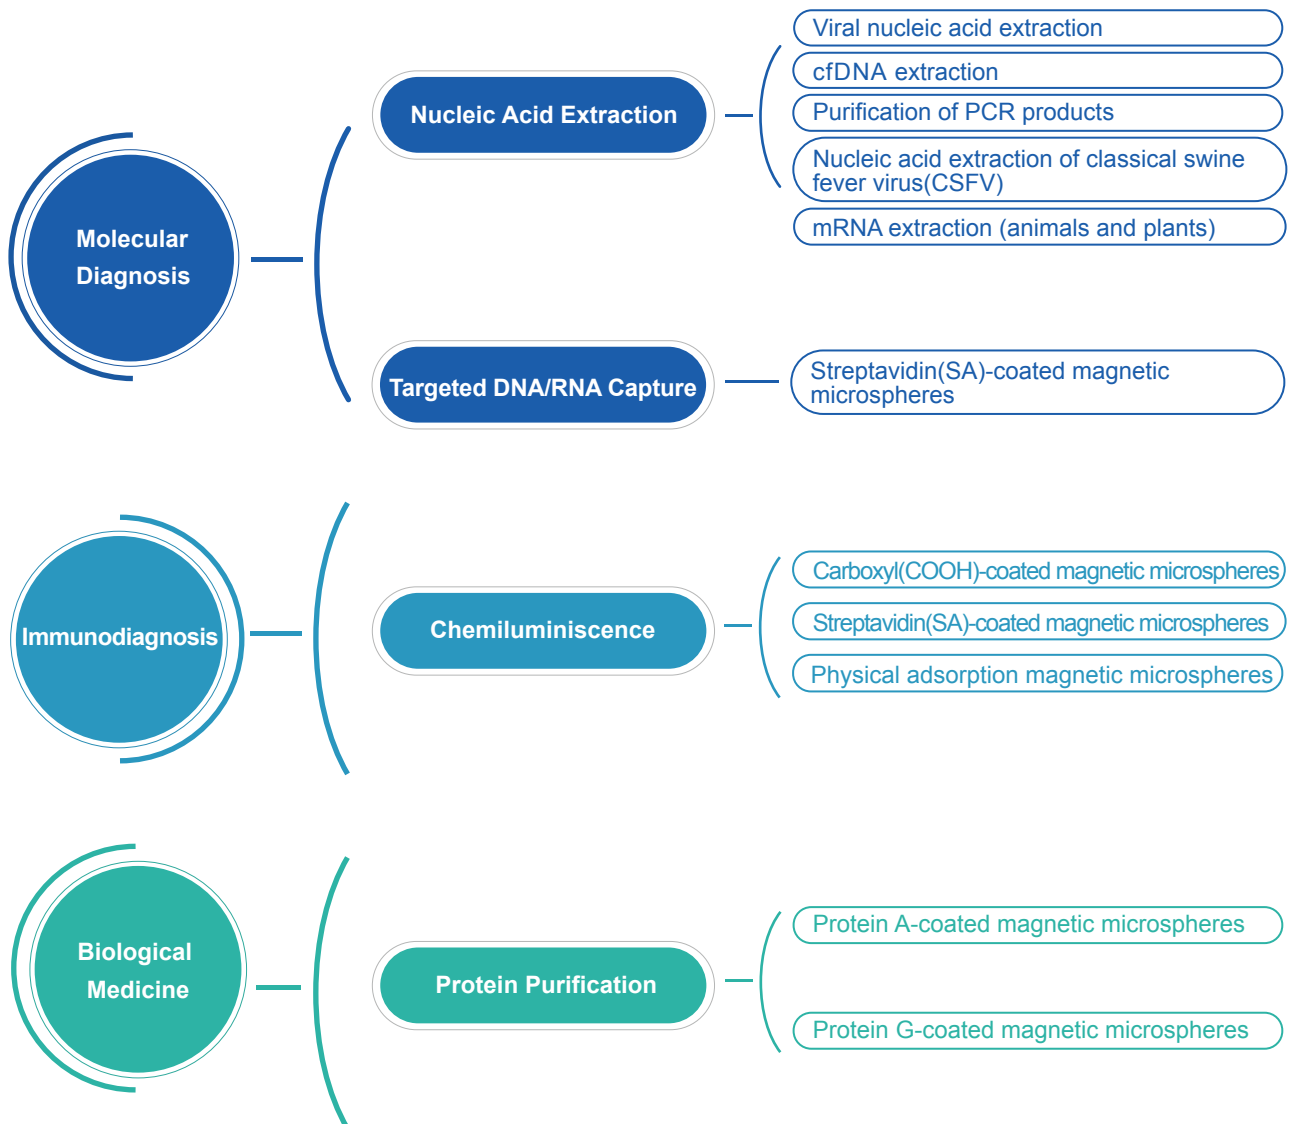 Molecular
Diagnosis
Nucleic Acid Extraction
Viral nucleic acid extraction
cfDNA extraction
Purification of PCR products
Nucleic acid extraction of classical swine
fever virus(CSFV)
mRNA extraction (animals and plants)
Targeted DNA/RNA Capture
Streptavidin(SA)-coated magnetic
microspheres
Immunodiagnosis
Chemiluminiscence
Carboxyl(COOH)-coated magnetic microspheres
Streptavidin(SA)-coated magnetic microspheres
Physical adsorption magnetic microspheres
Biological
Medicine
Protein Purification
Protein A-coated magnetic microspheres
Protein G-coated magnetic microspheres